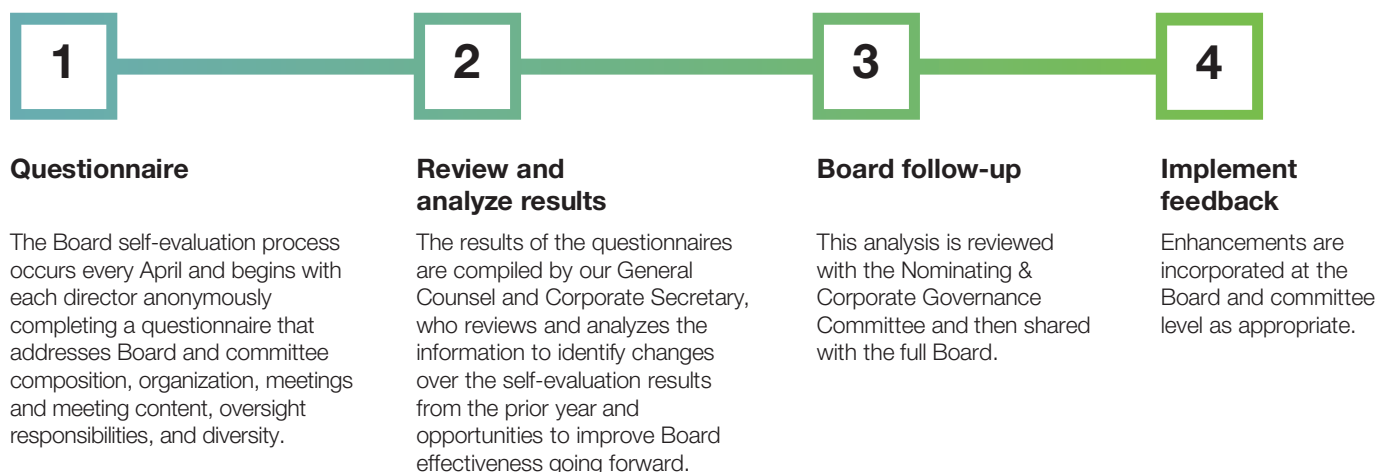 1
2
3
4
Questionnaire
The Board self-evaluation process
occurs every April and begins with
each director anonymously
completing a questionnaire that
addresses Board and committee
composition, organization, meetings
and meeting content, oversight
responsibilities, and diversity.
Review and
analyze results
The results of the questionnaires
are compiled by our General
Counsel and Corporate Secretary,
who reviews and analyzes the
information to identify changes
over the self-evaluation results
from the prior year and
opportunities to improve Board
effectiveness going forward.
Board follow-up
This analysis is reviewed
with the Nominating &
Corporate Governance
Committee and then shared
with the full Board.
Implement
feedback
Enhancements are
incorporated at the
Board and committee
level as appropriate.